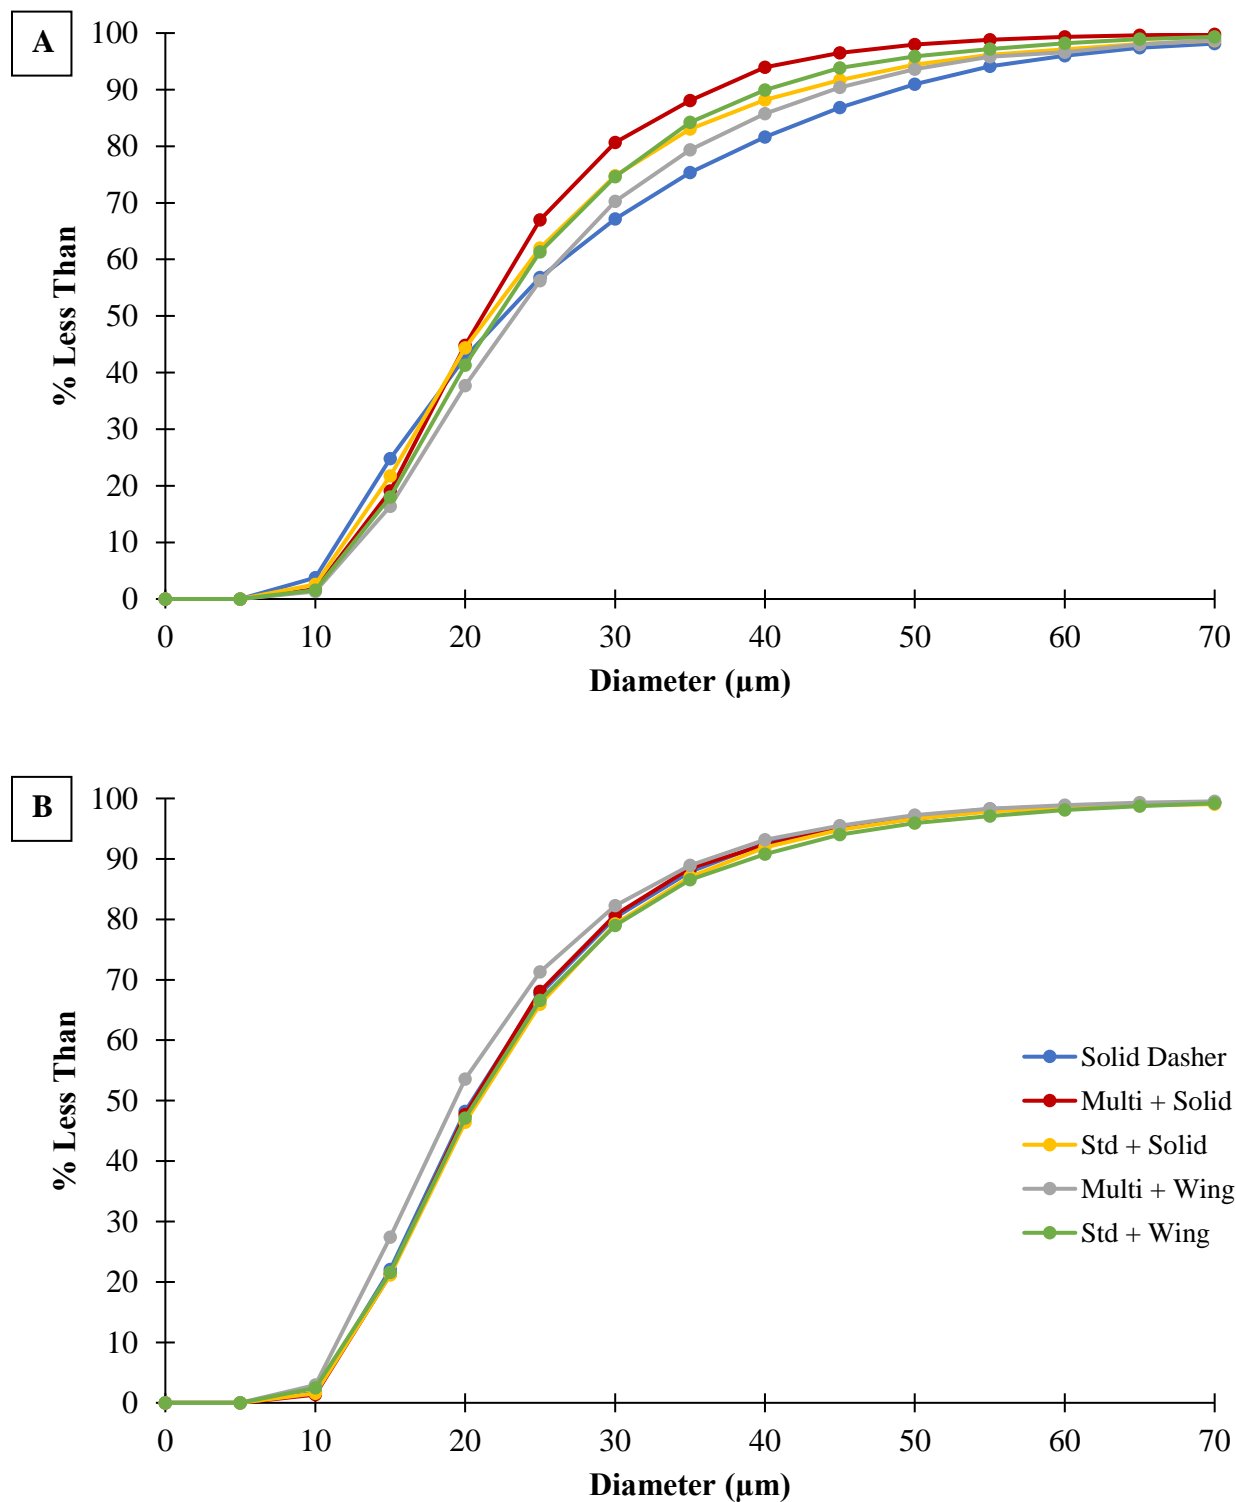 A
100
90
80
70
60
50
40
30
20
10
0
% Less Than
0 10 20 30 40 50 60 70
Diameter (µm)
B
100
90
80
70
60
50
40
30
20
10
0
% Less Than
Solid Dasher
Multi + Solid
Std + Solid
Multi + Wing
Std + Wing
0 10 20 30 40 50 60 70
Diameter (µm)